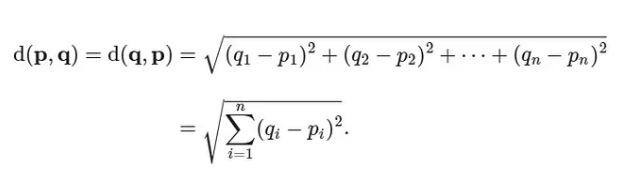 d(p, q) = d(q, p) = √((q₁ − p₁)² + (q₂ − p₂)² + ··· + (qₙ − pₙ)²)
= √(∑ᵢ₌₁ⁿ (qᵢ − pᵢ)²).